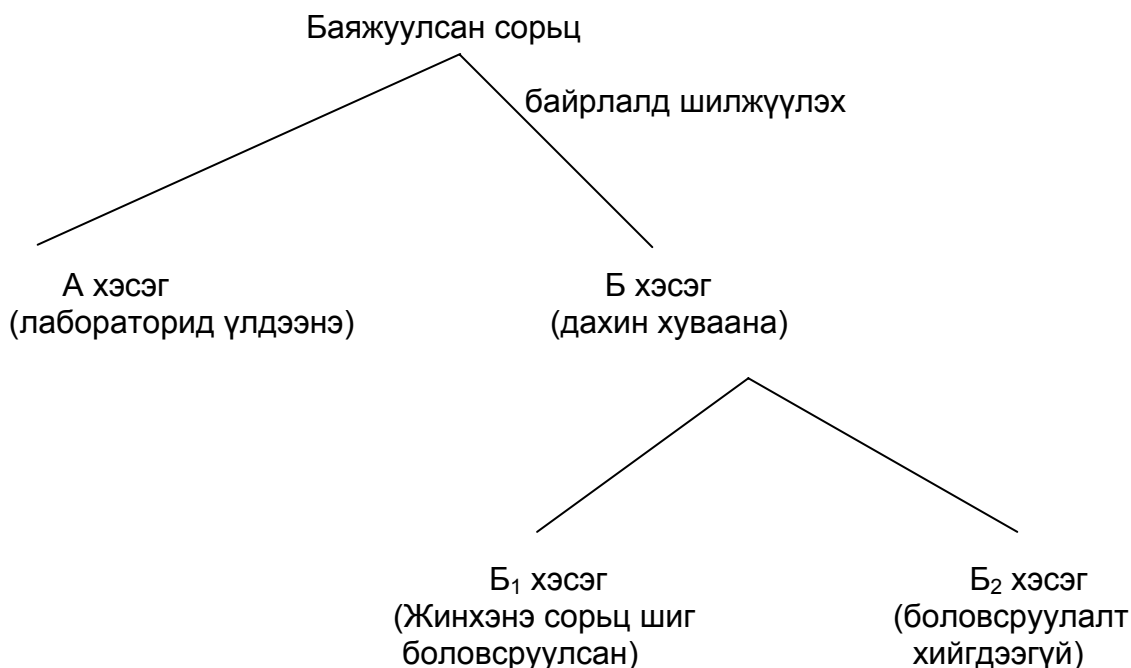 Баяжуулсан сорьц
байрлалд шилжүүлэх
А хэсэг
(лабораторид үлдээнэ)
Б хэсэг
(дахин хуваана)
Б₁ хэсэг
(Жинхэнэ сорьц шиг
боловсруулсан)
Б₂ хэсэг
(боловсруулалт
хийгдээгүй)